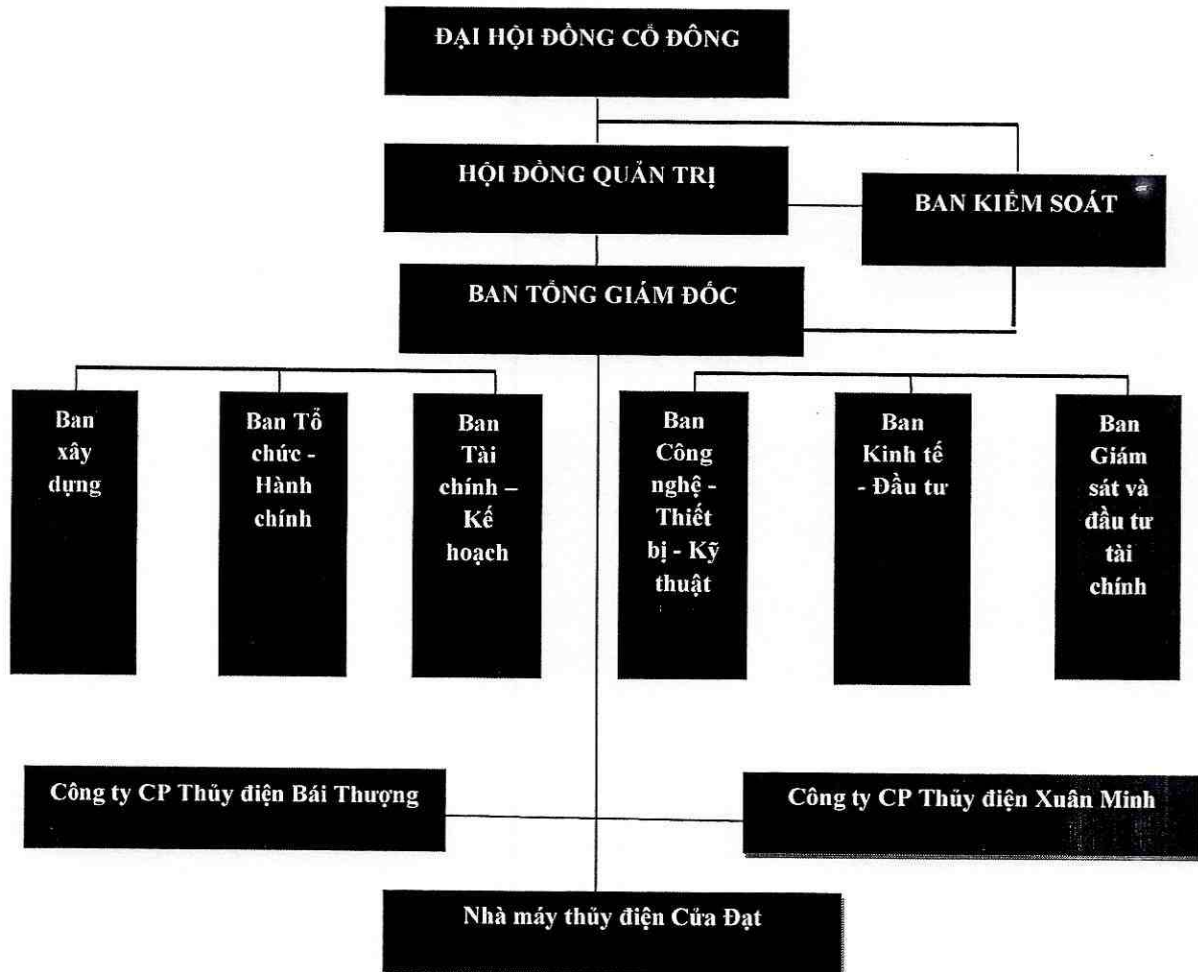 ĐẠI HỘI ĐỒNG CỔ ĐÔNG
HỘI ĐỒNG QUẢN TRỊ
BAN KIỂM SOÁT
BAN TỔNG GIÁM ĐỐC
Ban
xây
dựng
Ban Tổ
chức -
Hành
chính
Ban
Tài
chính –
Kế
hoạch
Ban
Công
nghệ -
Thiết
bị - Kỹ
thuật
Ban
Kinh tế
- Đầu tư
Ban
Giám
sát và
đầu tư
tài
chính
Công ty CP Thủy điện Bái Thượng
Công ty CP Thủy điện Xuân Minh
Nhà máy thủy điện Cửa Đạt